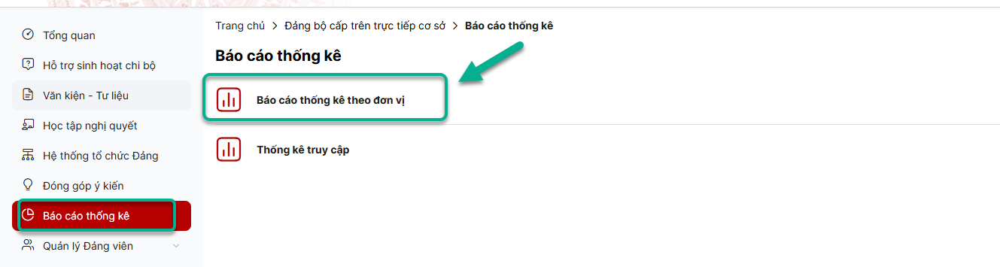 Tổng quan
Hỗ trợ sinh hoạt chi bộ
Văn kiện - Tư liệu
Học tập nghị quyết
Hệ thống tổ chức Đảng
Đóng góp ý kiến
Báo cáo thống kê
Quản lý Đảng viên
Trang chủ > Đảng bộ cấp trên trực tiếp cơ sở > Báo cáo thống kê
Báo cáo thống kê
Báo cáo thống kê theo đơn vị
Thống kê truy cập